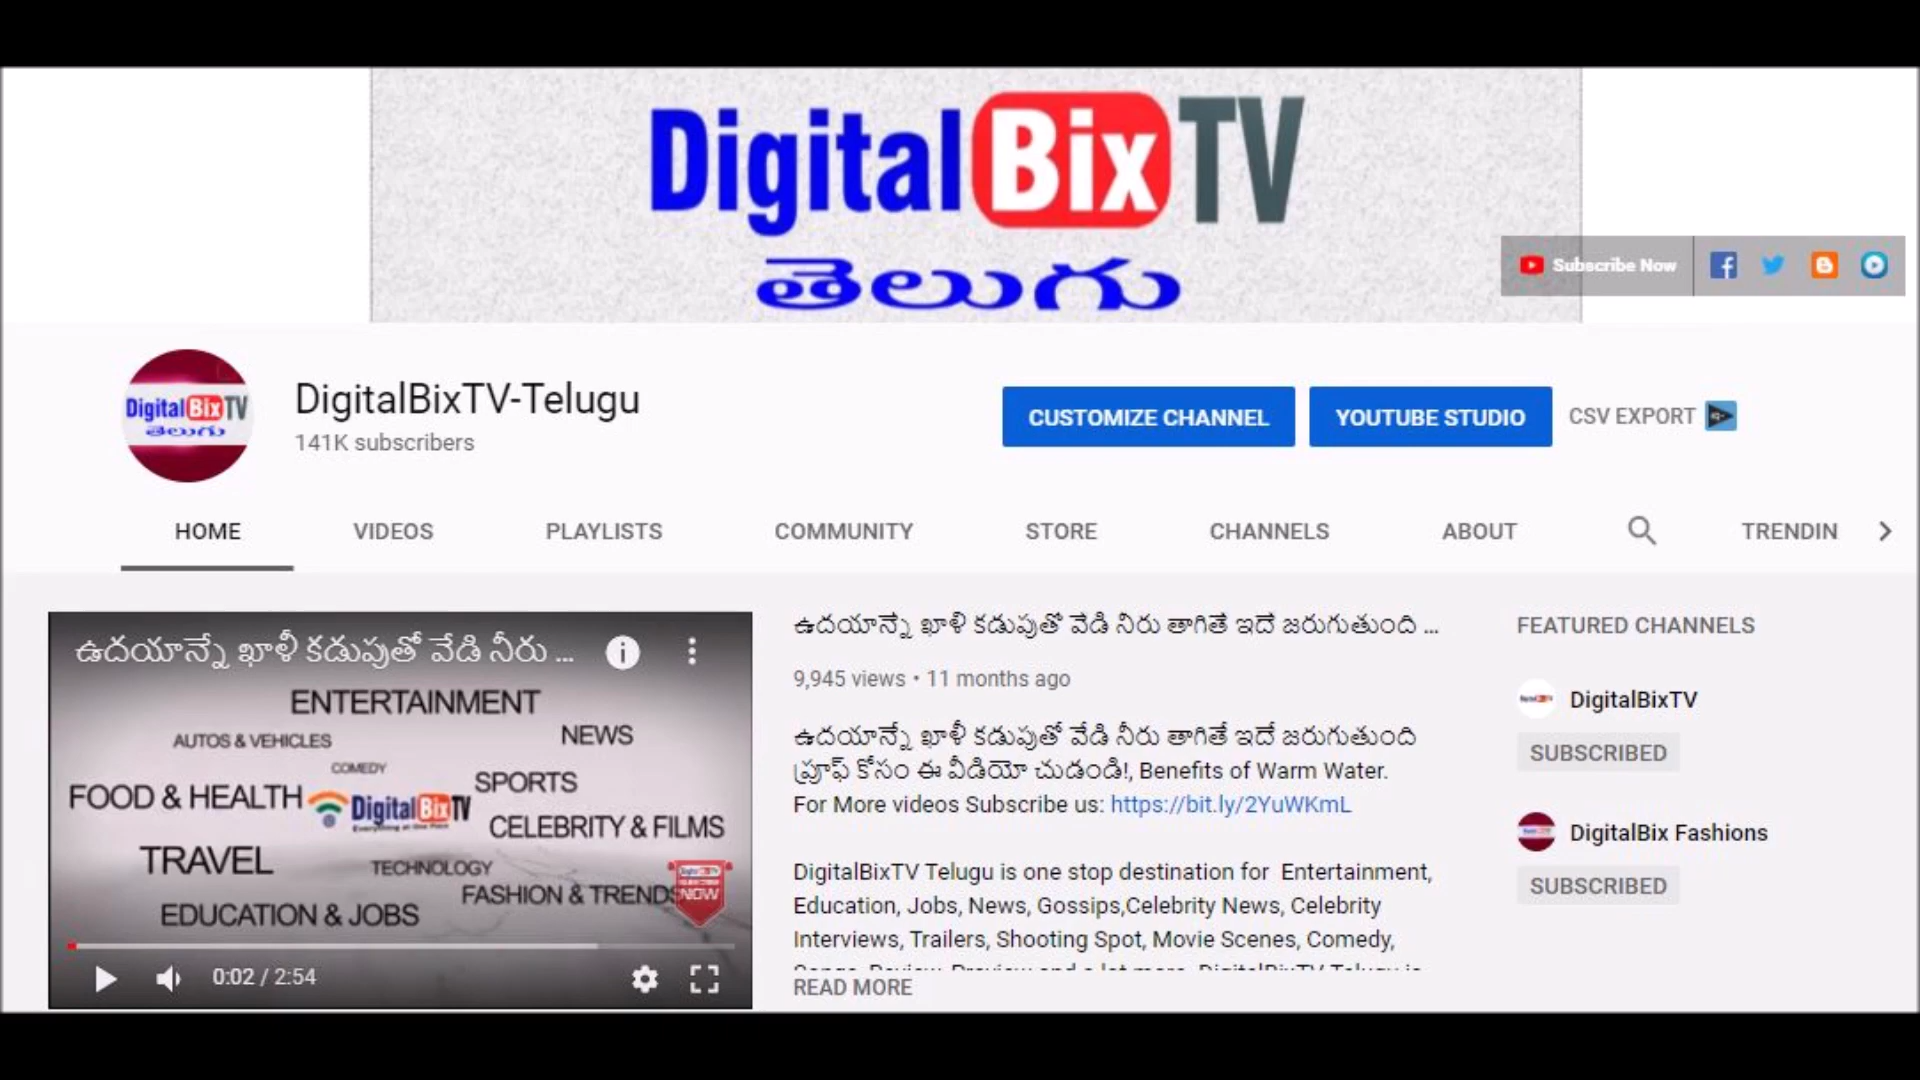 DigitalBixTV
తెలుగు
Subscribe Now
DigitalBixTV
తెలుగు
DigitalBixTV-Telugu
141K subscribers
CUSTOMIZE CHANNEL
YOUTUBE STUDIO
CSV EXPORT
HOME
VIDEOS
PLAYLISTS
COMMUNITY
STORE
CHANNELS
ABOUT
TRENDIN
ఉదయాన్నే ఖాళీ కడుపుతో వేడి నీరు ...
ENTERTAINMENT
AUTOS & VEHICLES
NEWS
COMEDY
FOOD & HEALTH
DigitalBixTV
Everything at One Place
SPORTS
CELEBRITY & FILMS
TRAVEL
TECHNOLOGY
FASHION & TRENDS
NOW
EDUCATION & JOBS
0:02 / 2:54
ఉదయాన్నే ఖాళి కడుపుతో వేడి నీరు తాగితే ఇదే జరుగుతుంది ...
9,945 views • 11 months ago
ఉదయాన్నే ఖాళీ కడుపుతో వేడి నీరు తాగితే ఇదే జరుగుతుంది
ప్రూఫ్ కోసం ఈ వీడియో చుడండి!, Benefits of Warm Water.
For More videos Subscribe us: https://bit.ly/2YuWKmL
DigitalBixTV Telugu is one stop destination for Entertainment,
Education, Jobs, News, Gossips,Celebrity News, Celebrity
Interviews, Trailers, Shooting Spot, Movie Scenes, Comedy,
READ MORE
FEATURED CHANNELS
DigitalBixTV
SUBSCRIBED
DigitalBix Fashions
SUBSCRIBED